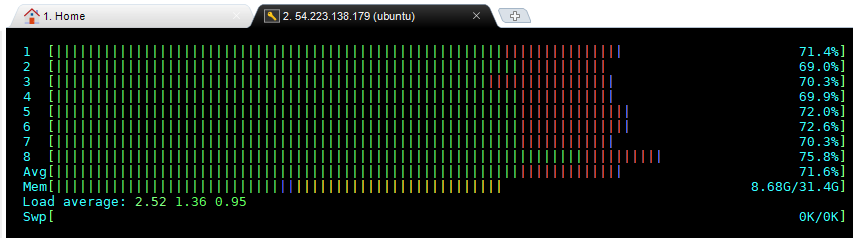 1. Home
2. 54.223.138.179 (ubuntu)
1 [ 71.4%]
2 [ 69.0%]
3 [ 70.3%]
4 [ 69.9%]
5 [ 72.0%]
6 [ 72.6%]
7 [ 70.3%]
8 [ 75.8%]
Avg[ 71.6%]
Mem[ 8.68G/31.4G]
Load average: 2.52 1.36 0.95
Swp[ 0K/0K]